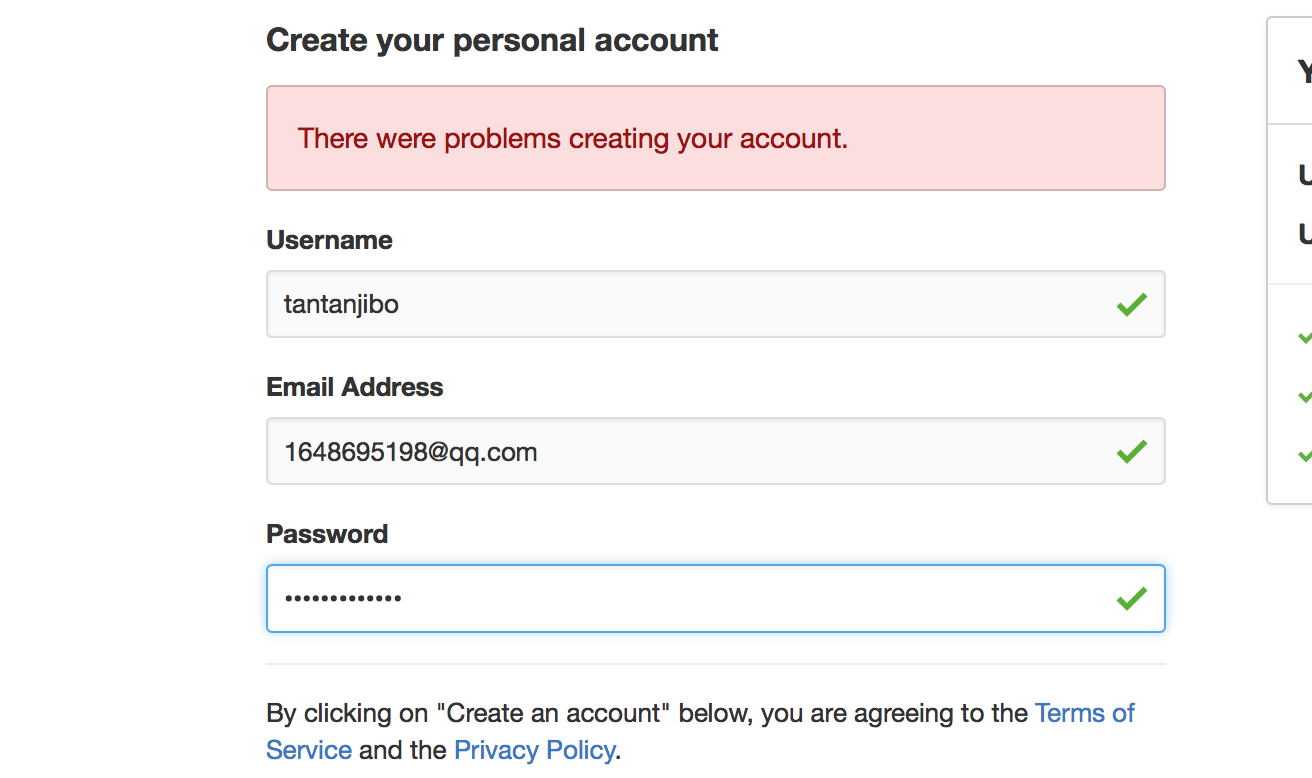 Create your personal account
There were problems creating your account.
Username
tantanjibo
Email Address
1648695198@qq.com
Password
By clicking on "Create an account" below, you are agreeing to the Terms of
Service and the Privacy Policy.